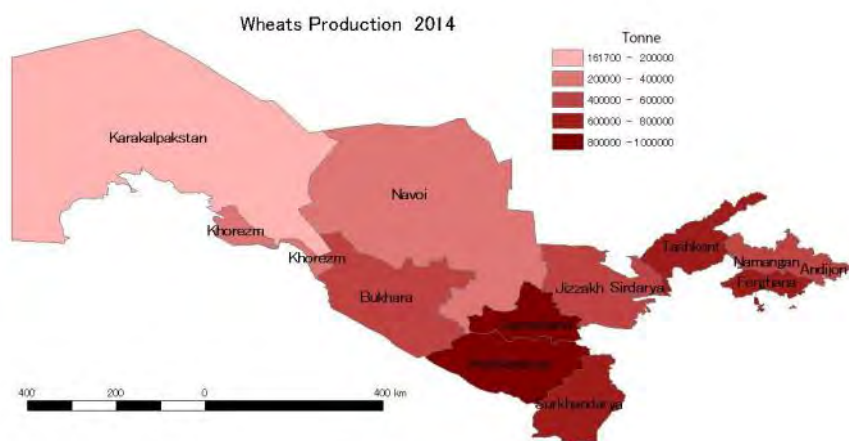 Wheats Production 2014
Tonne
161700 - 200000
200000 - 400000
400000 - 600000
600000 - 800000
800000 -1000000
Karakalpakstan
Navoi
Khorezm
Khorezm
Bukhara
Jizzakh
Sirdarya
Tashkent
Namangan
Andijon
Ferghana
Surkhandarya
400
200
0
400 km